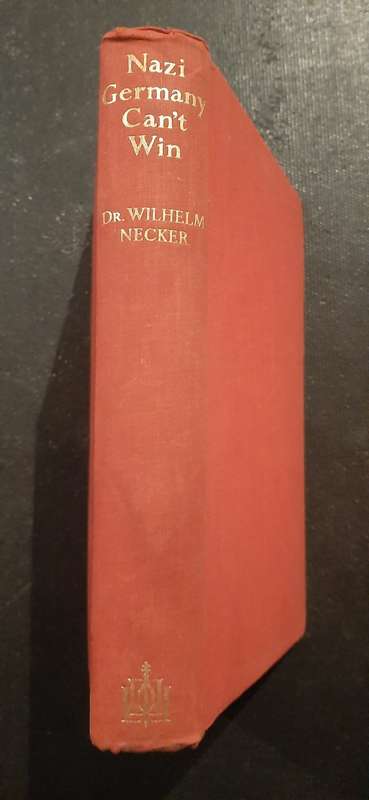 Nazi
Germany
Can't
Win
DR. WILHELM
NECKER